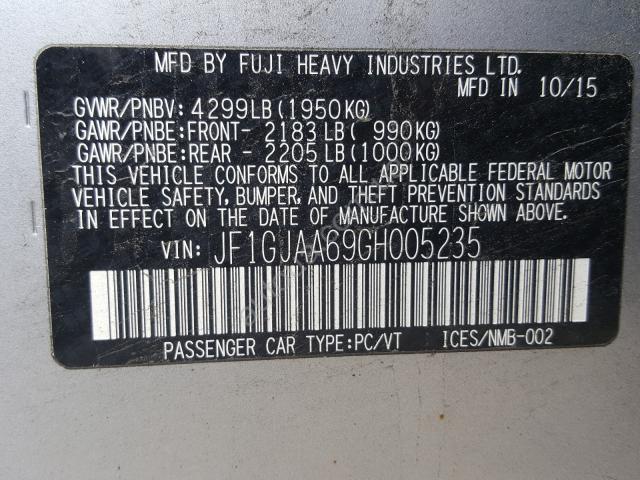 MFD BY FUJI HEAVY INDUSTRIES LTD.
MFD IN 10/15
GVWR/PNBV: 4299LB (1950KG)
GAWR/PNBE: FRONT- 2183 LB ( 990KG)
GAWR/PNBE: REAR - 2205 LB (1000KG)
THIS VEHICLE CONFORMS TO ALL APPLICABLE FEDERAL MOTOR
VEHICLE SAFETY, BUMPER, AND THEFT PREVENTION STANDARDS
IN EFFECT ON THE DATE OF MANUFACTURE SHOWN ABOVE.
VIN: JF1GJAA69GH005235
PASSENGER CAR TYPE:PC/VT ICES/NMB-002